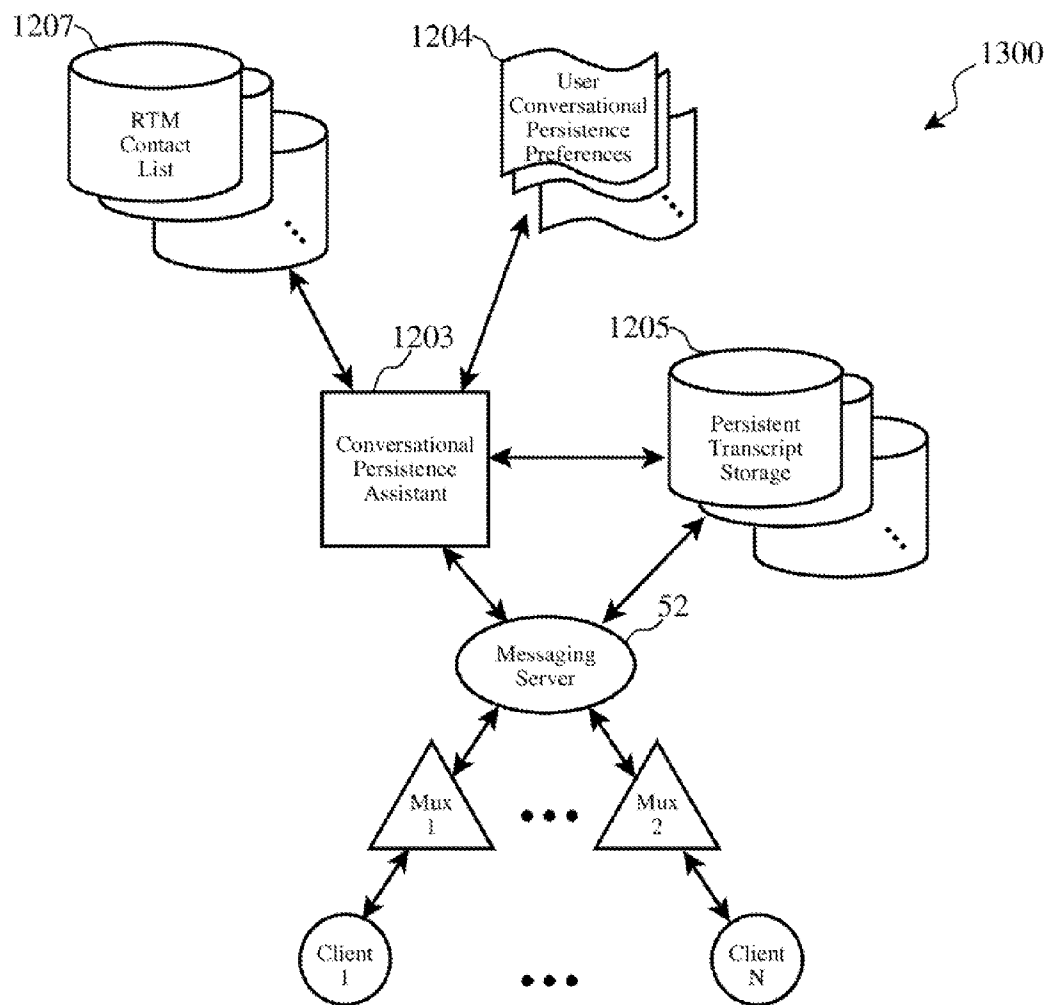 1207
RTM
Contact
List
1204
User
Conversational
Persistence
Preferences
1300
1203
Conversational
Persistence
Assistant
1205
Persistent
Transcript
Storage
52
Messaging
Server
Mux
1
Mux
2
Client
1
Client
N